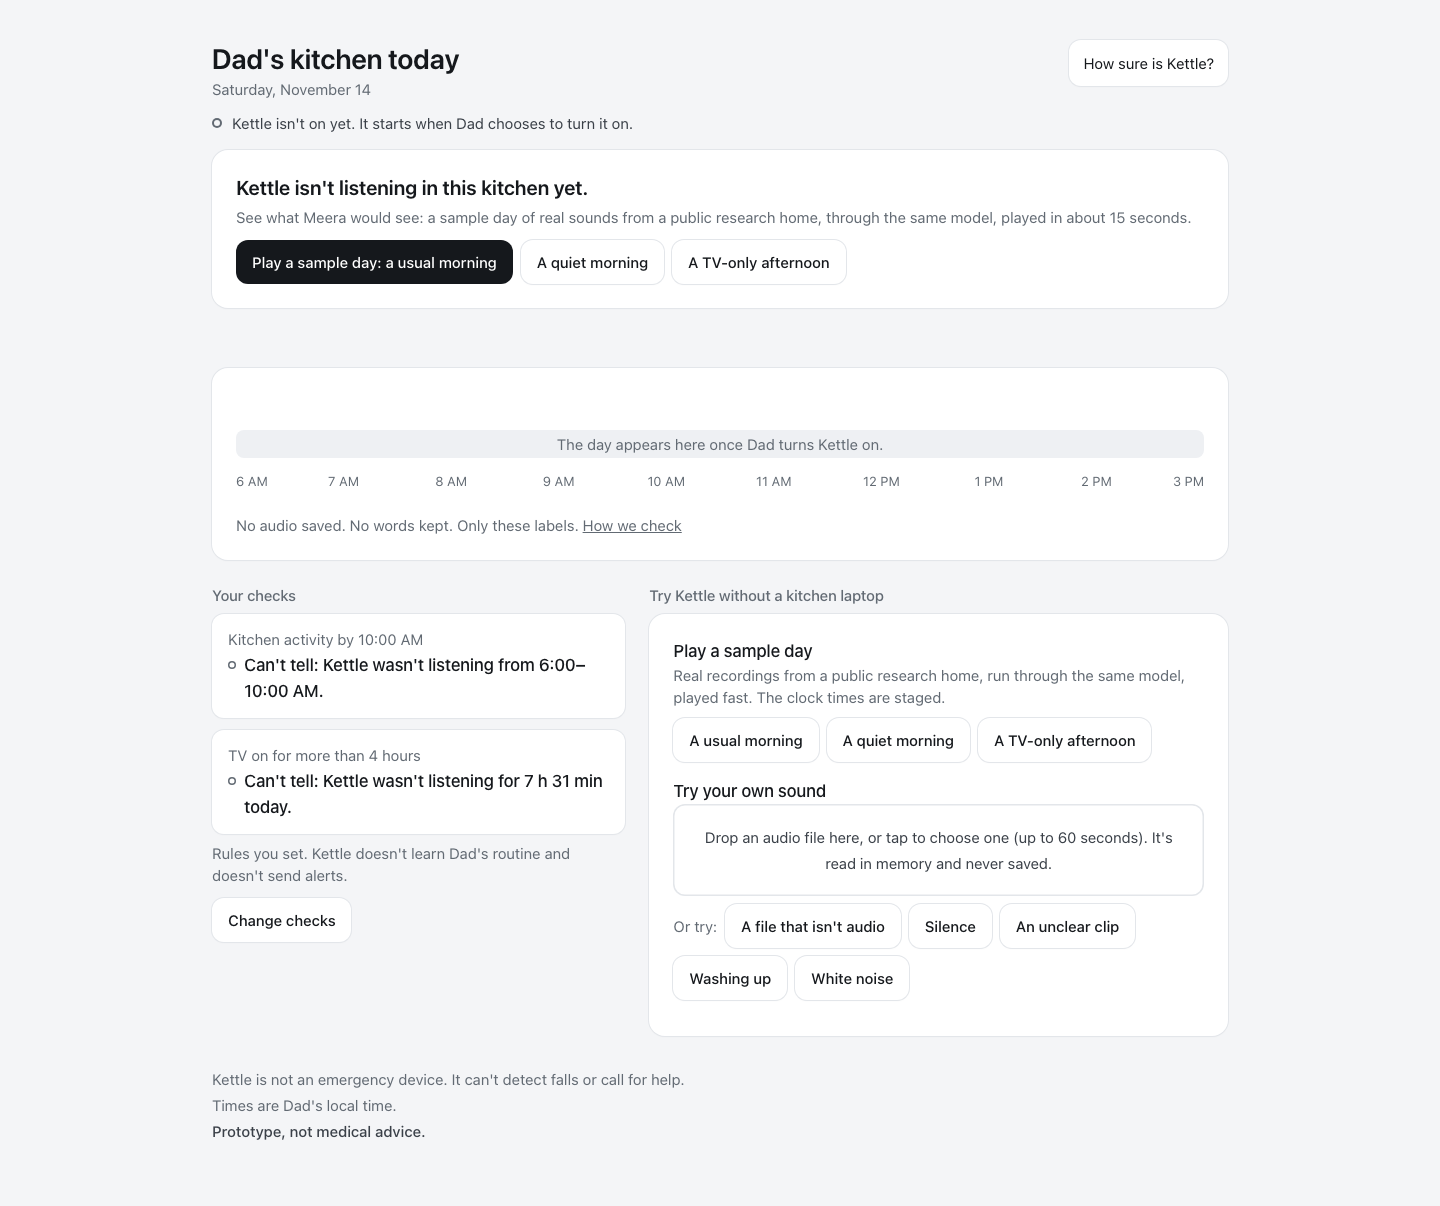 Dad's kitchen today
How sure is Kettle?
Saturday, November 14
Kettle isn't on yet. It starts when Dad chooses to turn it on.
Kettle isn't listening in this kitchen yet.
See what Meera would see: a sample day of real sounds from a public research home, through the same model, played in about 15 seconds.
Play a sample day: a usual morning
A quiet morning
A TV-only afternoon
The day appears here once Dad turns Kettle on.
6 AM 7 AM 8 AM 9 AM 10 AM 11 AM 12 PM 1 PM 2 PM 3 PM
No audio saved. No words kept. Only these labels. How we check
Your checks
Kitchen activity by 10:00 AM
Can't tell: Kettle wasn't listening from 6:00–
10:00 AM.
TV on for more than 4 hours
Can't tell: Kettle wasn't listening for 7 h 31 min
today.
Rules you set. Kettle doesn't learn Dad's routine and
doesn't send alerts.
Change checks
Try Kettle without a kitchen laptop
Play a sample day
Real recordings from a public research home, run through the same model,
played fast. The clock times are staged.
A usual morning
A quiet morning
A TV-only afternoon
Try your own sound
Drop an audio file here, or tap to choose one (up to 60 seconds). It's
read in memory and never saved.
Or try:
A file that isn't audio
Silence
An unclear clip
Washing up
White noise
Kettle is not an emergency device. It can't detect falls or call for help.
Times are Dad's local time.
Prototype, not medical advice.